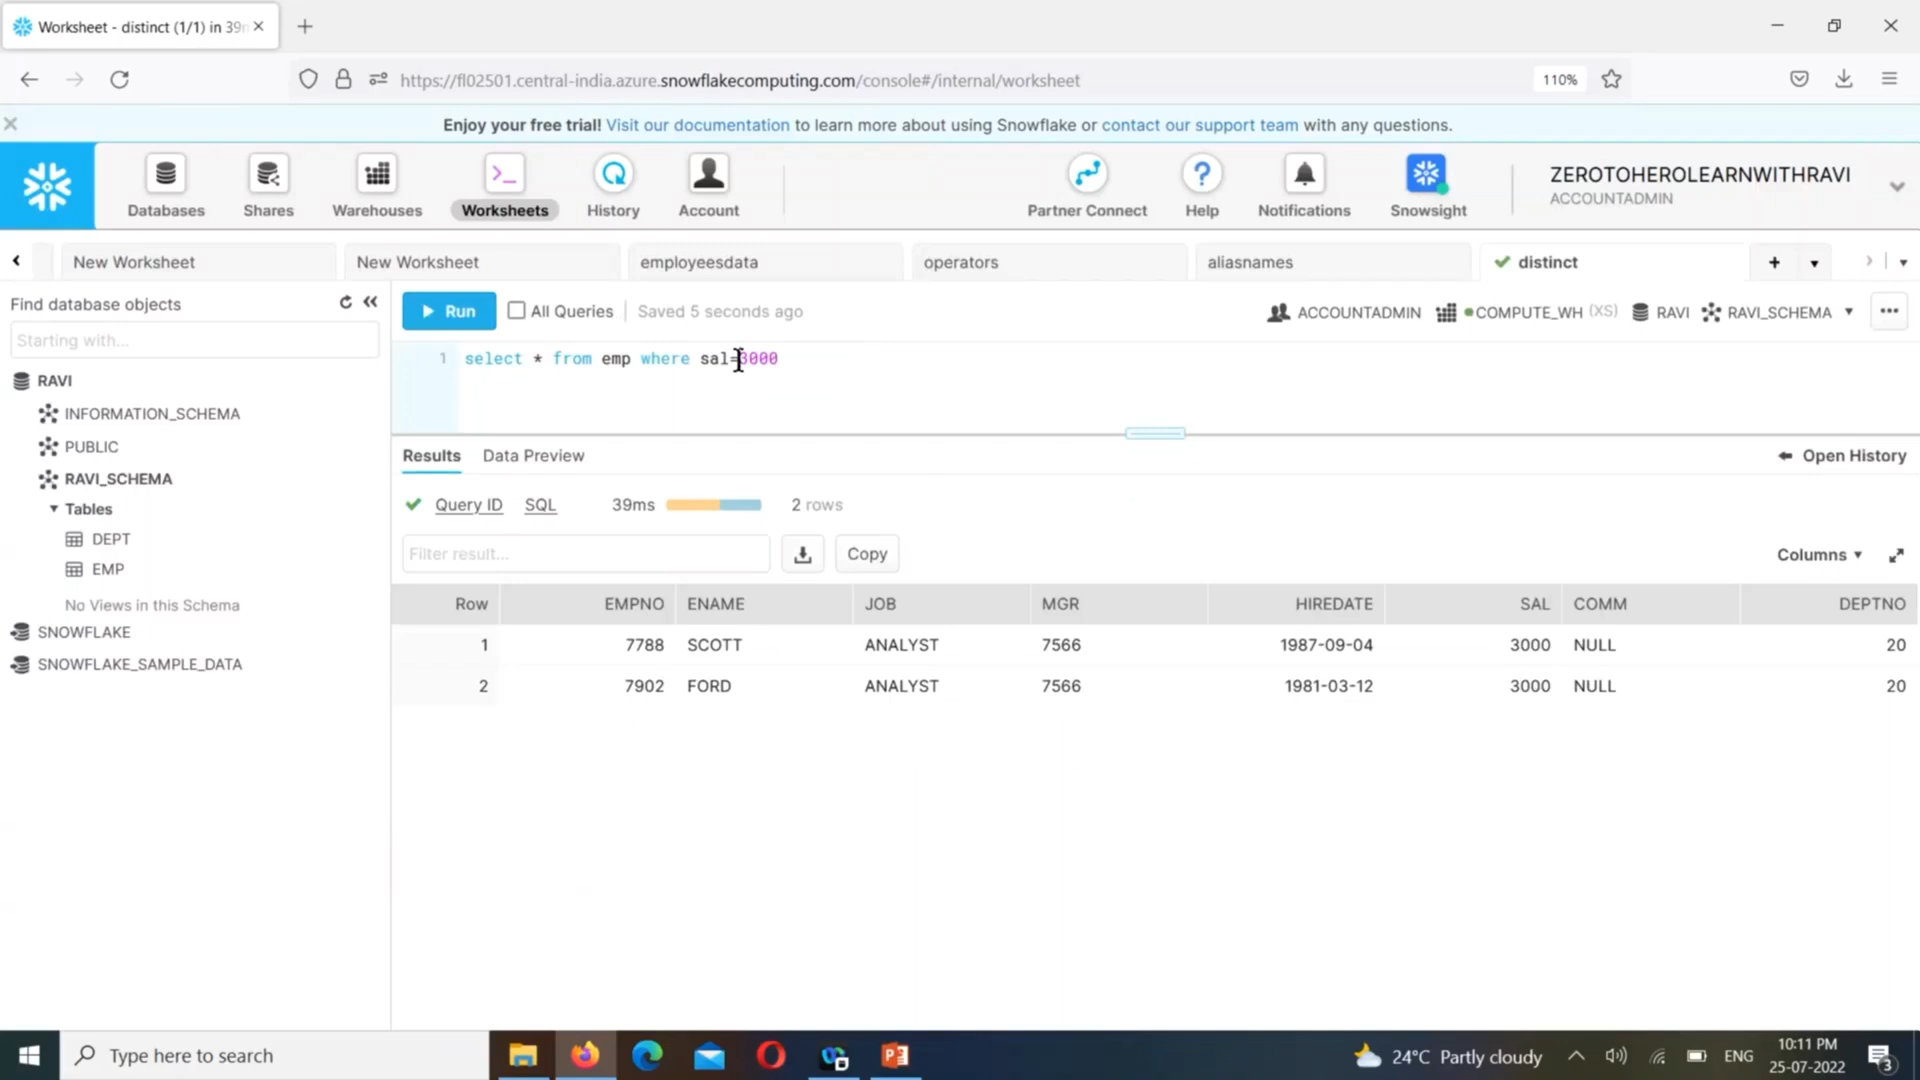 Worksheet - distinct (1/1) in 39m
https://fl02501.central-india.azure.snowflakecomputing.com/console#/internal/worksheet
110%
Enjoy your free trial! Visit our documentation to learn more about using Snowflake or contact our support team with any questions.
Databases
Shares
Warehouses
Worksheets
History
Account
Partner Connect
Help
Notifications
Snowsight
ZEROTOHEROLEARNWITHRAVI
ACCOUNTADMIN
New Worksheet
New Worksheet
employeesdata
operators
aliasnames
distinct
Find database objects
Starting with...
RAVI
INFORMATION_SCHEMA
PUBLIC
RAVI_SCHEMA
Tables
DEPT
EMP
No Views in this Schema
SNOWFLAKE
SNOWFLAKE_SAMPLE_DATA
Run
All Queries
Saved 5 seconds ago
ACCOUNTADMIN
COMPUTE_WH (XS)
RAVI
RAVI_SCHEMA
1 select * from emp where sal=3000
Results
Data Preview
Open History
Query ID SQL 39ms 2 rows
Filter result...
Copy
Columns
Row EMPNO ENAME JOB MGR HIREDATE SAL COMM DEPTNO
1 7788 SCOTT ANALYST 7566 1987-09-04 3000 NULL 20
2 7902 FORD ANALYST 7566 1981-03-12 3000 NULL 20
Type here to search
24°C Partly cloudy
ENG
10:11 PM
25-07-2022
3